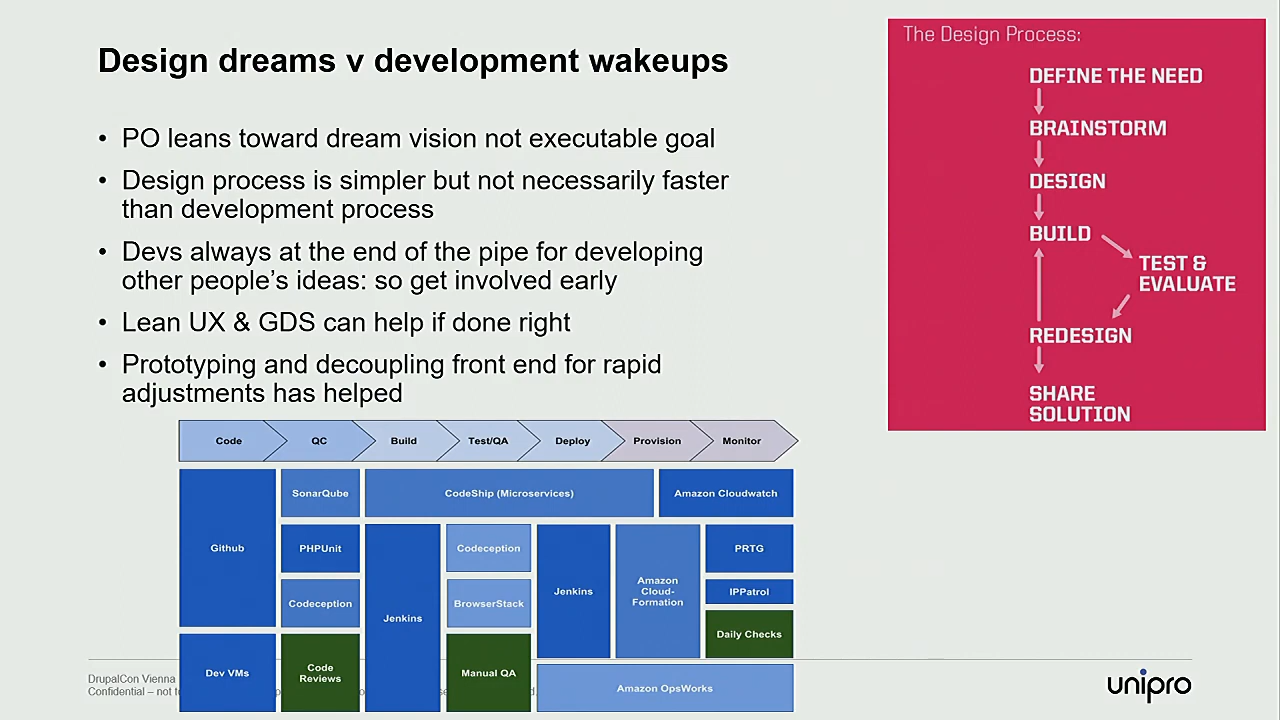 Design dreams v development wakeups
• PO leans toward dream vision not executable goal
• Design process is simpler but not necessarily faster
than development process
• Devs always at the end of the pipe for developing
other people’s ideas: so get involved early
• Lean UX & GDS can help if done right
• Prototyping and decoupling front end for rapid
adjustments has helped
The Design Process:
DEFINE THE NEED
BRAINSTORM
DESIGN
BUILD
TEST &
EVALUATE
REDESIGN
SHARE
SOLUTION
Code QC Build Test/QA Deploy Provision Monitor
SonarQube CodeShip (Microservices) Amazon Cloudwatch
Github PHPUnit Codeception PRTG
Codeception Jenkins BrowserStack Jenkins
Amazon
Cloud-
Formation
IPPatrol
Daily Checks
Dev VMs
Code
Reviews
Manual QA
Amazon OpsWorks
DrupalCon Vienna
Confidential – not
unipro